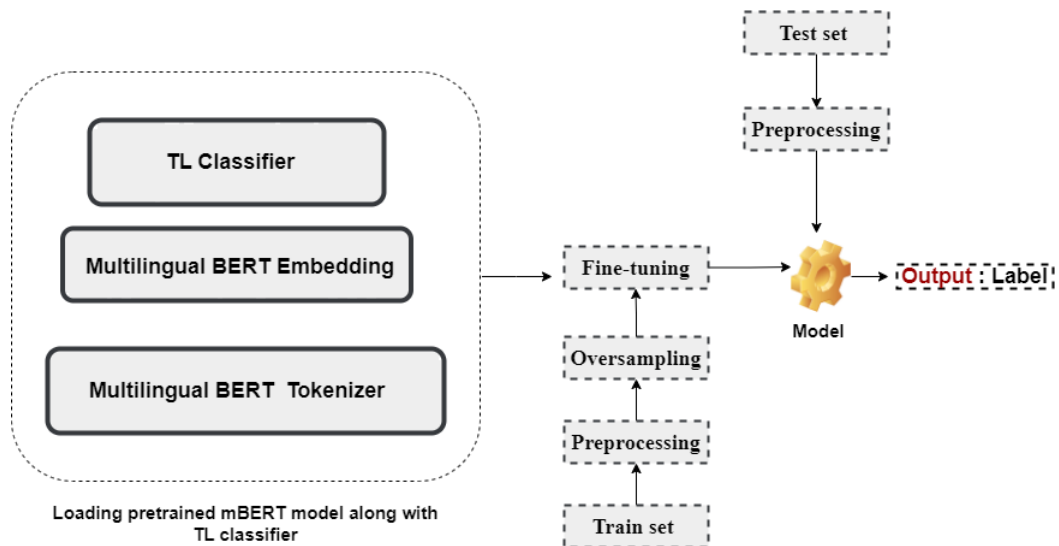 TL Classifier
Multilingual BERT Embedding
Multilingual BERT Tokenizer
Loading pretrained mBERT model along with
TL classifier
Test set
Preprocessing
Fine-tuning
Oversampling
Preprocessing
Train set
Model
Output : Label